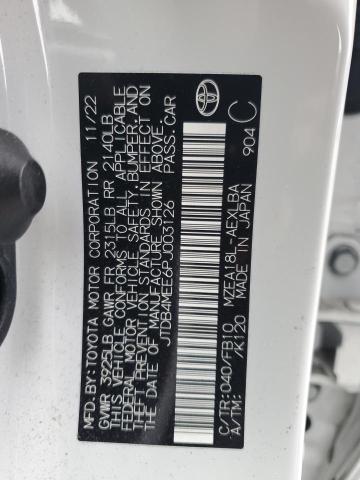 MFD. BY: TOYOTA MOTOR CORPORATION 11/22
GVWR 3925LB GAWR FR 2315LB RR 2140LB
THIS VEHICLE CONFORMS TO ALL APPLICABLE
FEDERAL MOTOR VEHICLE SAFETY, BUMPER, AND
THEFT PREVENTION STANDARDS IN EFFECT ON
THE DATE OF MANUFACTURE SHOWN ABOVE.
JTDB4MEE6PJ003126 PASS. CAR
C/TR: 040/FB10 MZEA18L-AEXLBA
A/TM: /K120 MADE IN JAPAN
904 C